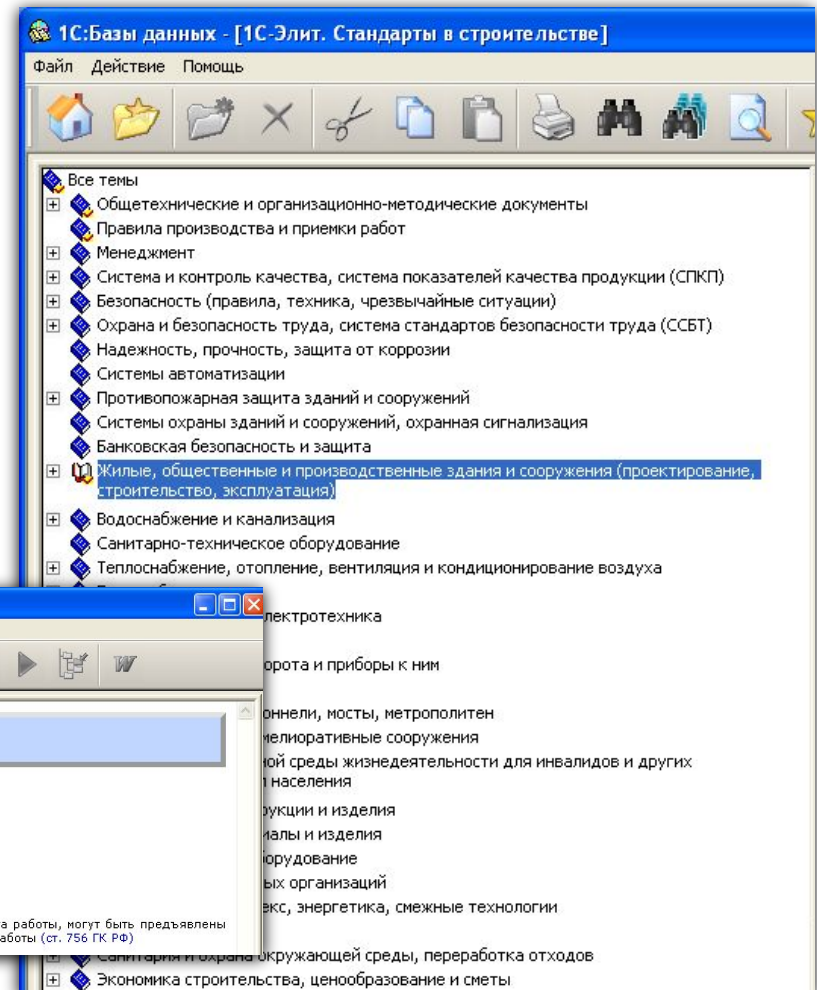 1С:Базы данных - [1С-Элит. Стандарты в строительстве]
Файл Действие Помощь
Все темы
Общетехнические и организационно-методические документы
Правила производства и приемки работ
Менеджмент
Система и контроль качества, система показателей качества продукции (СПКП)
Безопасность (правила, техника, чрезвычайные ситуации)
Охрана и безопасность труда, система стандартов безопасности труда (ССБТ)
Надежность, прочность, защита от коррозии
Системы автоматизации
Противопожарная защита зданий и сооружений
Системы охраны зданий и сооружений, охранная сигнализация
Банковская безопасность и защита
Жилые, общественные и производственные здания и сооружения (проектирование,
строительство, эксплуатация)
Водоснабжение и канализация
Санитарно-техническое оборудование
Теплоснабжение, отопление, вентиляция и кондиционирование воздуха
лектротехника
W
орота и приборы к ним
оннели, мосты, метрополитен
мелиоративные сооружения
ой среды жизнедеятельности для инвалидов и других
населения
рукции и изделия
иалы и изделия
борудование
ых организаций
екс, энергетика, смежные технологии
а работы, могут быть предъявлены
аботы (ст. 756 ГК РФ)
Санитария и охрана окружающей среды, переработка отходов
Экономика строительства, ценообразование и сметы